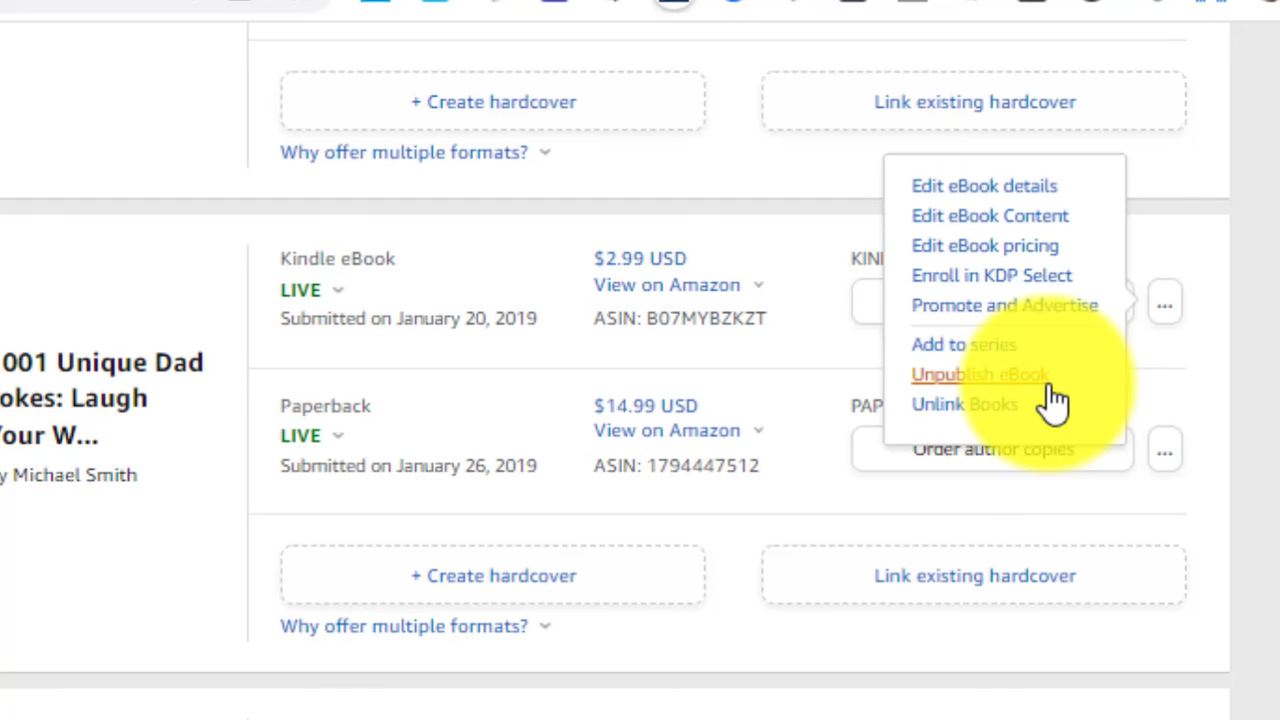 + Create hardcover
Link existing hardcover
Why offer multiple formats?
Edit eBook details
Edit eBook Content
Edit eBook pricing
Enroll in KDP Select
Promote and Advertise
Add to series
Unpublish eBook
Unlink Books
Kindle eBook
LIVE
Submitted on January 20, 2019
$2.99 USD
View on Amazon
ASIN: B07MYBZKZT
KIN
...
001 Unique Dad
okes: Laugh
Your W...
y Michael Smith
Paperback
LIVE
Submitted on January 26, 2019
$14.99 USD
View on Amazon
ASIN: 1794447512
PAP
Order author copies
...
+ Create hardcover
Link existing hardcover
Why offer multiple formats?